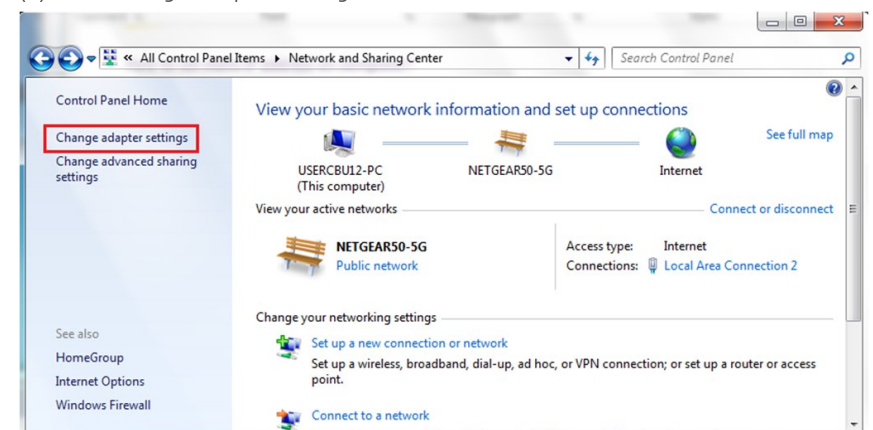 « All Control Panel Items ▸ Network and Sharing Center
Search Control Panel
Control Panel Home
Change adapter settings
Change advanced sharing
settings
See also
HomeGroup
Internet Options
Windows Firewall
View your basic network information and set up connections
See full map
USERCBU12-PC
(This computer)
NETGEAR50-5G
Internet
View your active networks
Connect or disconnect
NETGEAR50-5G
Public network
Access type: Internet
Connections: Local Area Connection 2
Change your networking settings
Set up a new connection or network
Set up a wireless, broadband, dial-up, ad hoc, or VPN connection; or set up a router or access
point.
Connect to a network